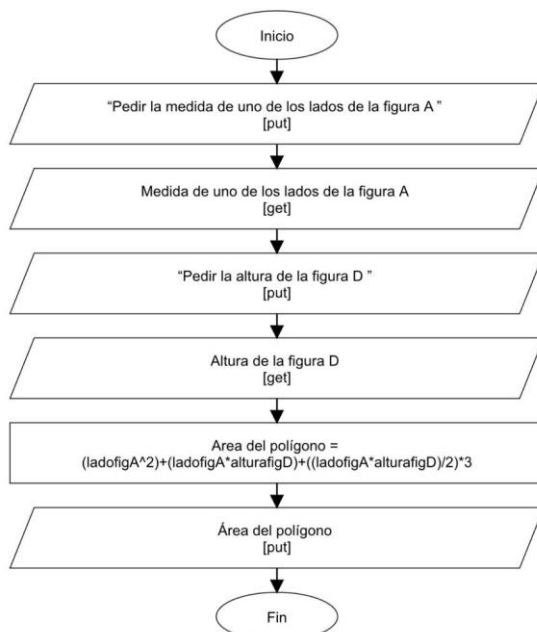 Inicio
“Pedir la medida de uno de los lados de la figura A ”
[put]
Medida de uno de los lados de la figura A
[get]
“Pedir la altura de la figura D ”
[put]
Altura de la figura D
[get]
Area del polígono =
(ladofigA^2)+(ladofigA*alturafigD)+((ladofigA*alturafigD)/2)*3
Área del polígono
[put]
Fin